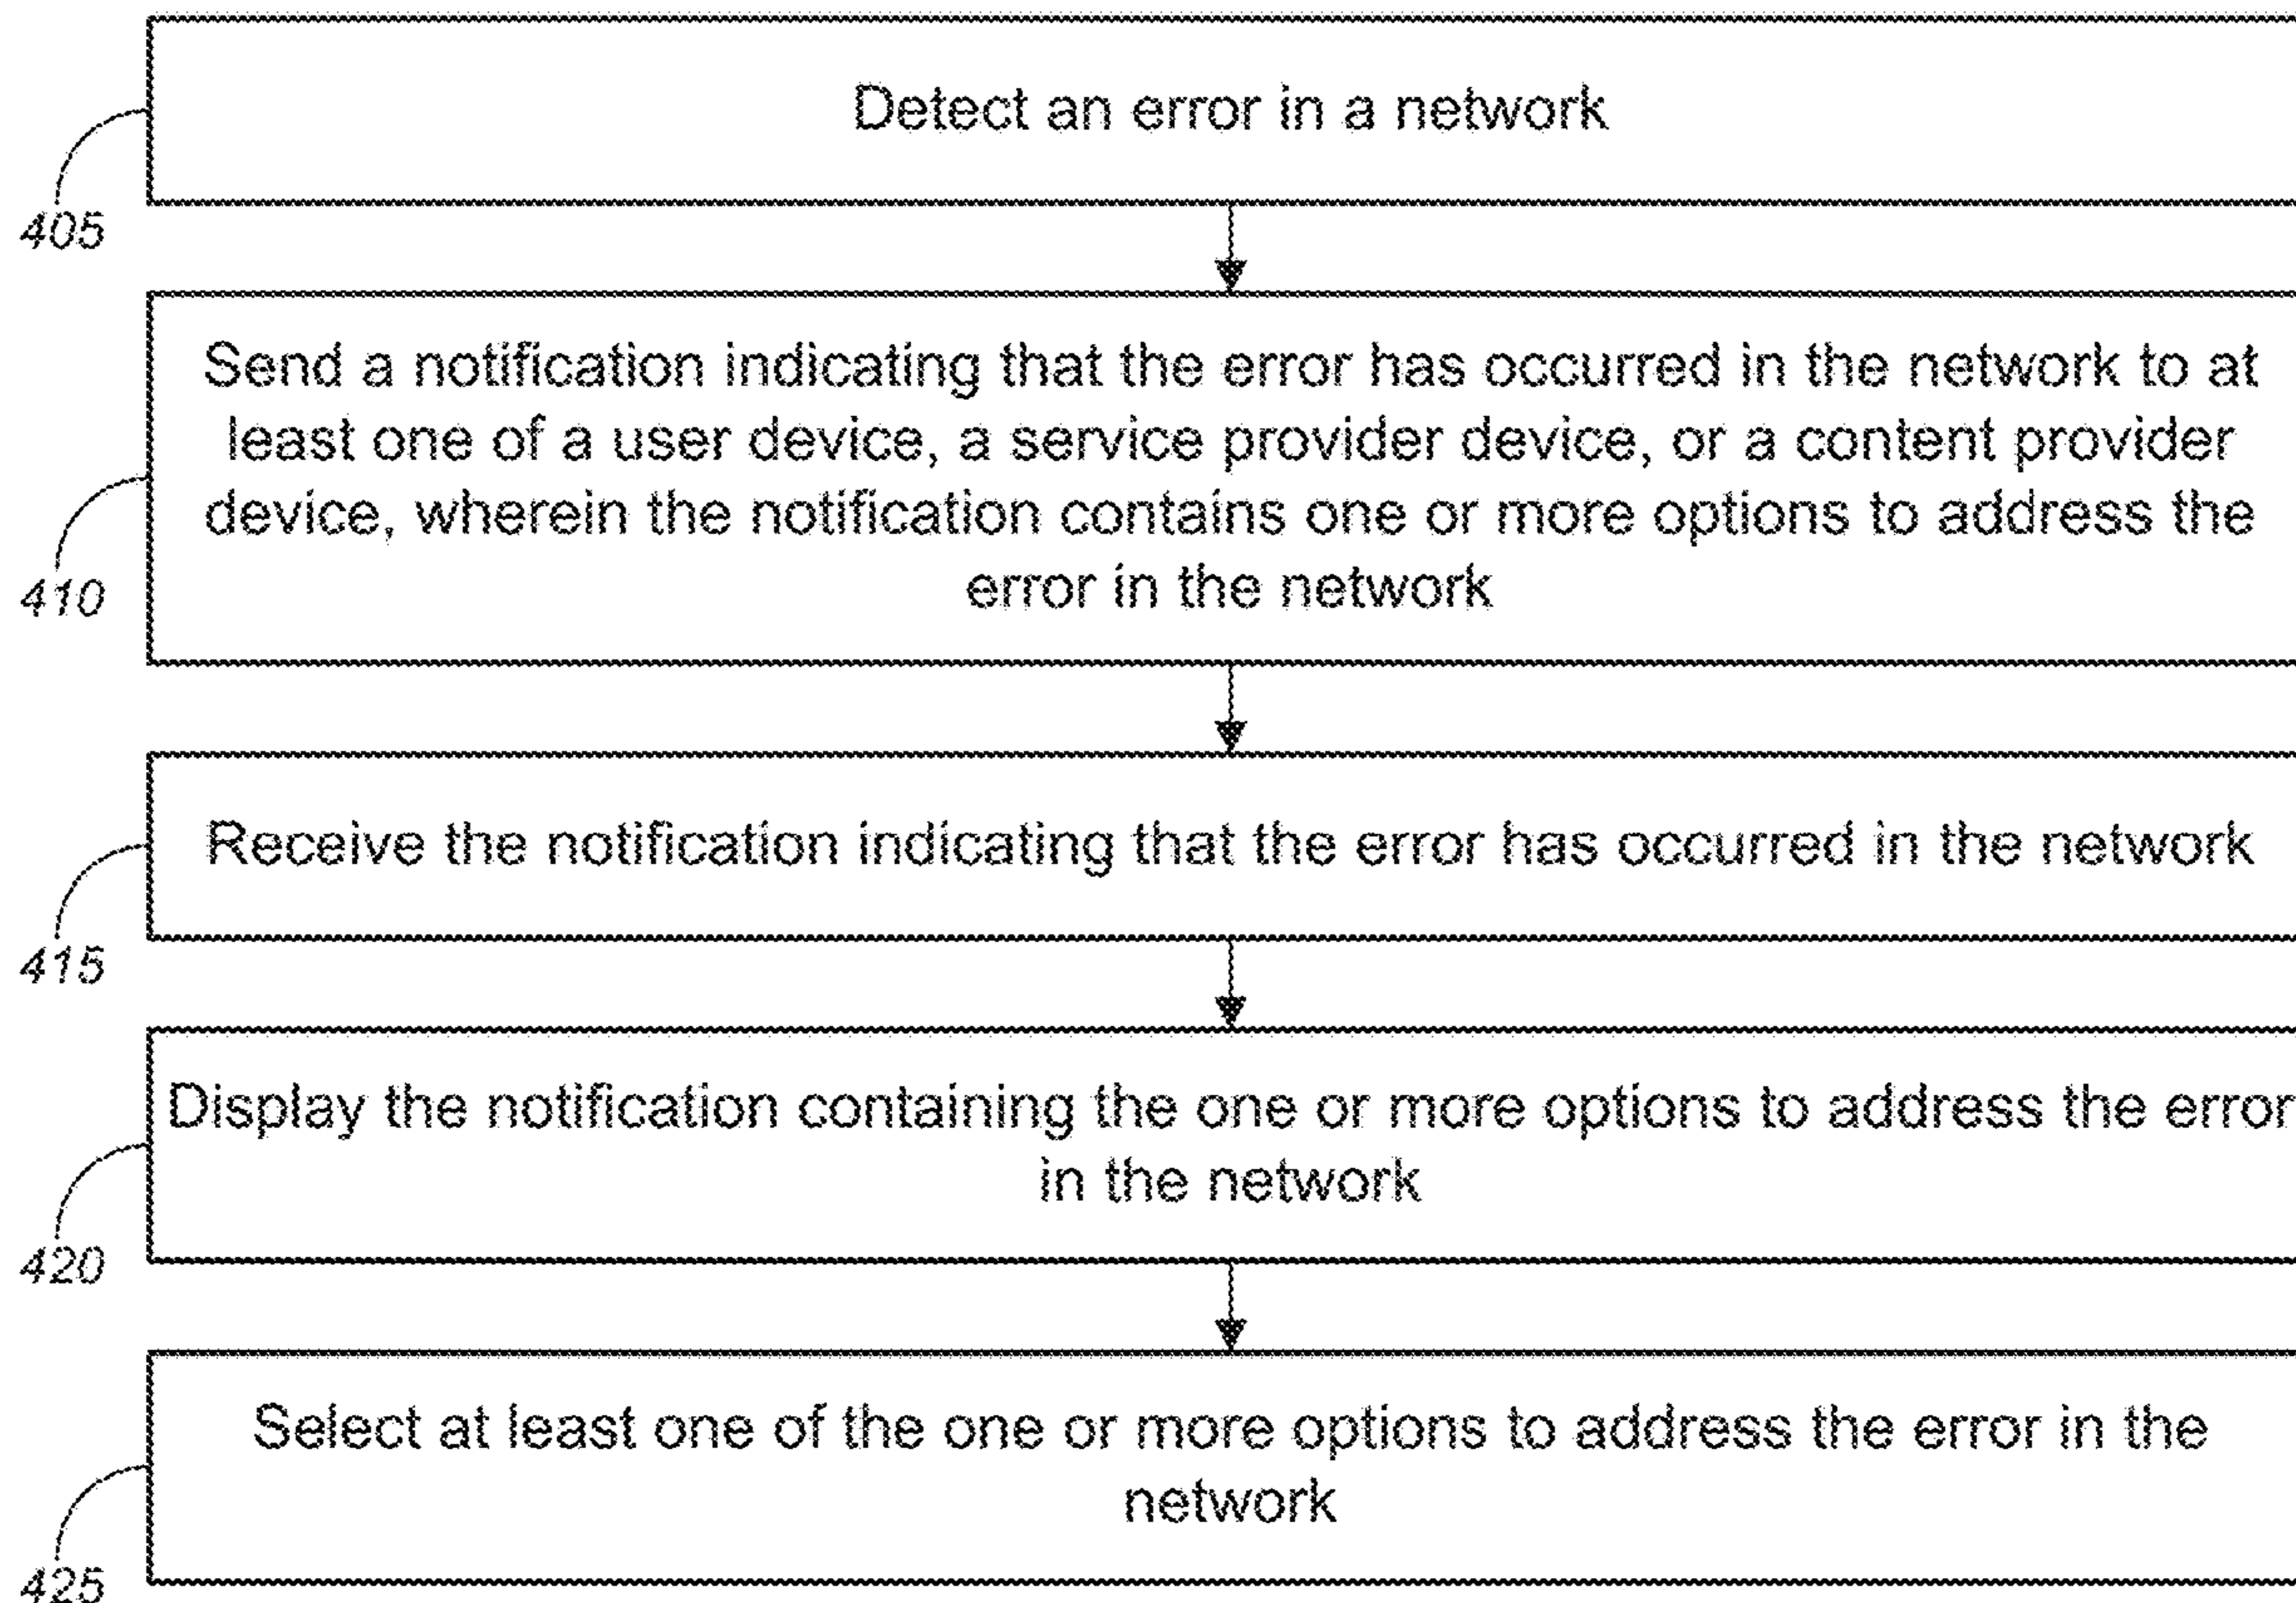 Detect an error in a network
405
Send a notification indicating that the error has occurred in the network to at
least one of a user device, a service provider device, or a content provider
device, wherein the notification contains one or more options to address the
error in the network
410
Receive the notification indicating that the error has occurred in the network
415
Display the notification containing the one or more options to address the error
in the network
420
Select at least one of the one or more options to address the error in the
network
425